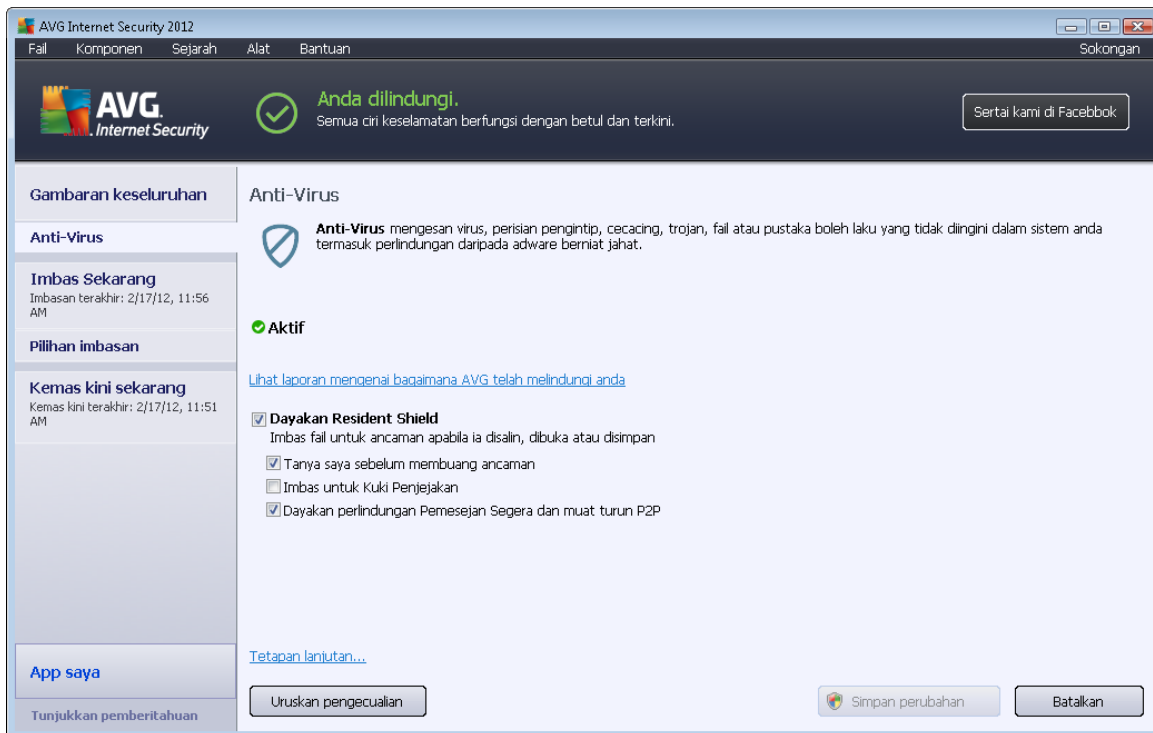 AVG Internet Security 2012
Fail Komponen Sejarah Alat Bantuan Sokongan
AVG.
Internet Security
Anda dilindungi.
Semua ciri keselamatan berfungsi dengan betul dan terkini.
Sertai kami di Facebbok
Gambaran keseluruhan
Anti-Virus
Imbas Sekarang
Imbasan terakhir: 2/17/12, 11:56
AM
Pilihan imbasan
Kemas kini sekarang
Kemas kini terakhir: 2/17/12, 11:51
AM
App saya
Tunjukkan pemberitahuan
Anti-Virus
Anti-Virus mengesan virus, perisian pengintip, cecacing, trojan, fail atau pustaka boleh laku yang tidak diingini dalam sistem anda
termasuk perlindungan daripada adware berniat jahat.
Aktif
Lihat laporan mengenai bagaimana AVG telah melindungi anda
Dayakan Resident Shield
Imbas fail untuk ancaman apabila ia disalin, dibuka atau disimpan
Tanya saya sebelum membuang ancaman
Imbas untuk Kuki Penjejakan
Dayakan perlindungan Pemesejan Segera dan muat turun P2P
Tetapan lanjutan...
Uruskan pengecualian
Simpan perubahan
Batalkan